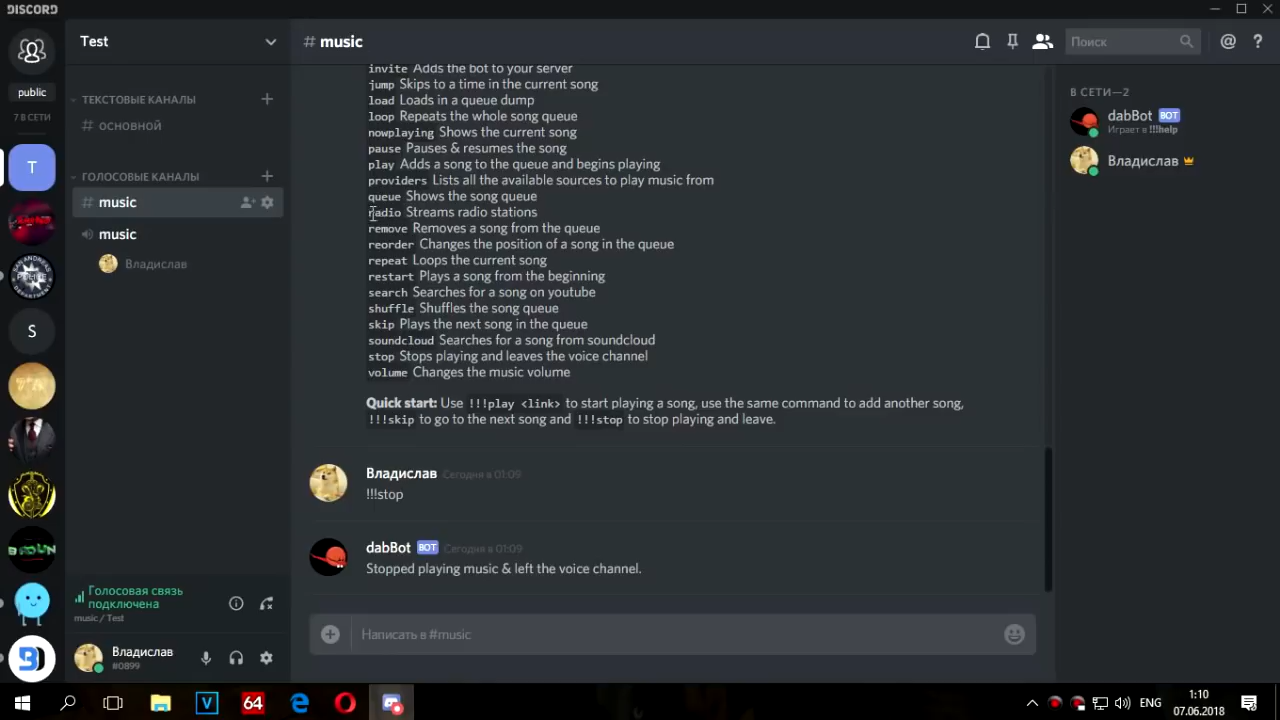 DISCORD
public
7 В СЕТИ
T
S
Test
ТЕКСТОВЫЕ КАНАЛЫ
основной
ГОЛОСОВЫЕ КАНАЛЫ
# music
music
Владислав
Голосовая связь
подключена
music / Test
Владислав
#0899
# music
Поиск
invite Adds the bot to your server
jump Skips to a time in the current song
load Loads in a queue dump
loop Repeats the whole song queue
nowplaying Shows the current song
pause Pauses & resumes the song
play Adds a song to the queue and begins playing
providers Lists all the available sources to play music from
queue Shows the song queue
radio Streams radio stations
remove Removes a song from the queue
reorder Changes the position of a song in the queue
repeat Loops the current song
restart Plays a song from the beginning
search Searches for a song on youtube
shuffle Shuffles the song queue
skip Plays the next song in the queue
soundcloud Searches for a song from soundcloud
stop Stops playing and leaves the voice channel
volume Changes the music volume
Quick start: Use !!!play <link> to start playing a song, use the same command to add another song,
!!!skip to go to the next song and !!!stop to stop playing and leave.
Владислав Сегодня в 01:09
!!!stop
dabBot BOT Сегодня в 01:09
Stopped playing music & left the voice channel.
Написать в #music
В СЕТИ—2
dabBot BOT
Играет в !!!help
Владислав
V
64
ENG
1:10
07.06.2018